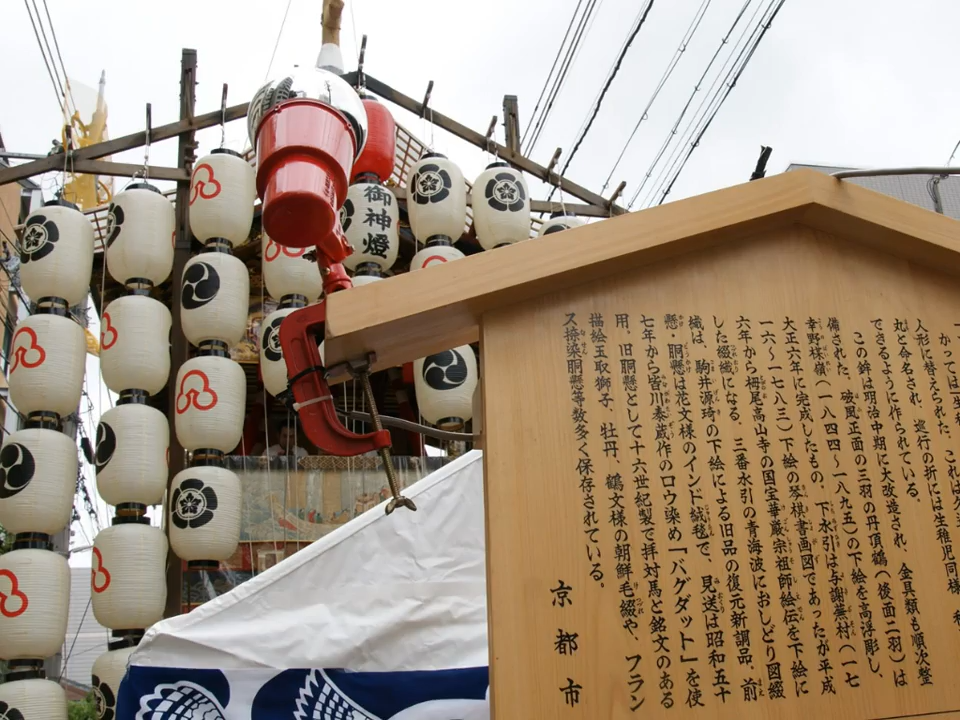 御神燈
人形に替えられた。
丸と命名され、巡行の折には生稚児同様、
できるように作られている。
この鉾は明治中期に大改造され、金具類も順次整
備された。破風正面の三羽の丹頂鶴（後面二羽）は
幸野楳嶺（一八四四～一八九五）の下絵を高浮彫し、
大正六年に完成したもの、下水引は与謝蕪村（一七
一六～一七八三）下絵の琴棋書画図であったが平成
六年から栂尾高山寺の国宝華厳宗祖師絵伝を下絵に
した綴織になる。三番水引の青海波におしどり図綴
織は、駒井源琦の下絵による旧品の復元新調品、前
懸・胴懸は花文様のインド絨毯で、見送は昭和五十
七年から皆川泰蔵作のロウ染め「バグダット」を使
用、旧胴懸として十六世紀製で拝対馬と銘文のある
描絵玉取獅子、牡丹、鶴文様の朝鮮毛綴や、フラン
ス捺染胴懸等数多く保存されている。
京都市